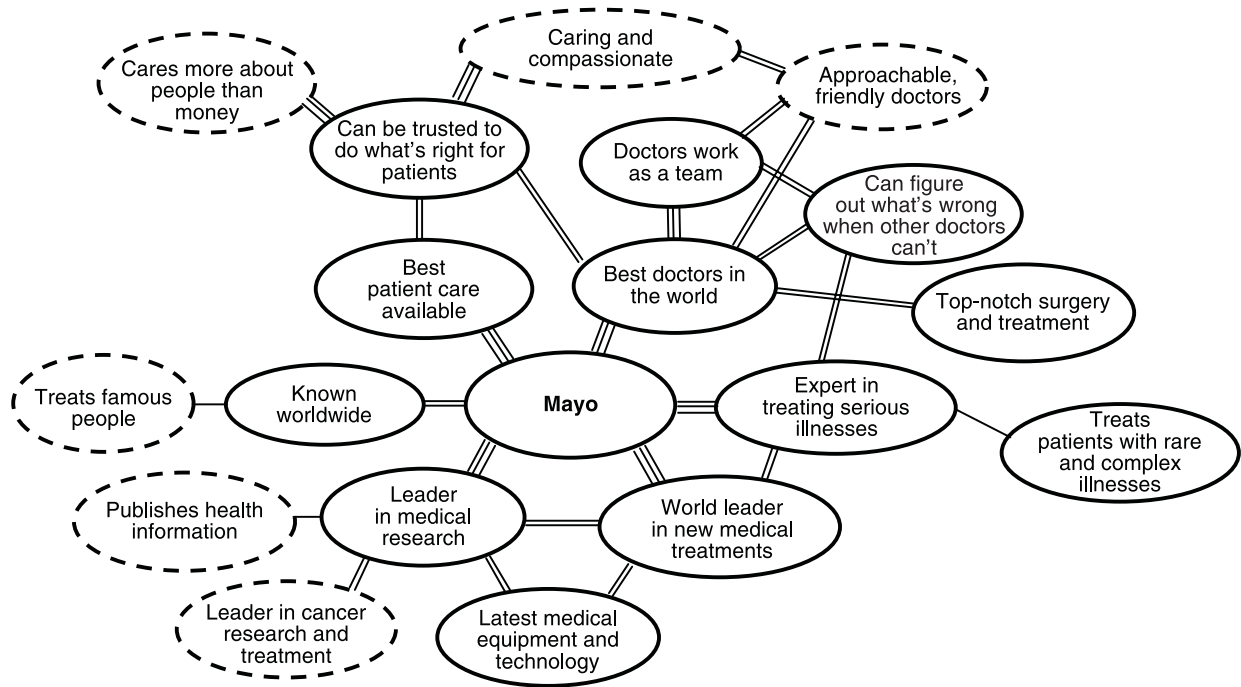 Caring and
compassionate
Cares more about
people than
money
Approachable,
friendly doctors
Can be trusted to
do what's right for
patients
Doctors work
as a team
Can figure
out what's wrong
when other doctors
can't
Best
patient care
available
Best doctors in
the world
Top-notch surgery
and treatment
Treats famous
people
Known
worldwide
Mayo
Expert in
treating serious
illnesses
Treats
patients with rare
and complex
illnesses
Publishes health
information
Leader
in medical
research
World leader
in new medical
treatments
Leader in cancer
research and
treatment
Latest medical
equipment and
technology